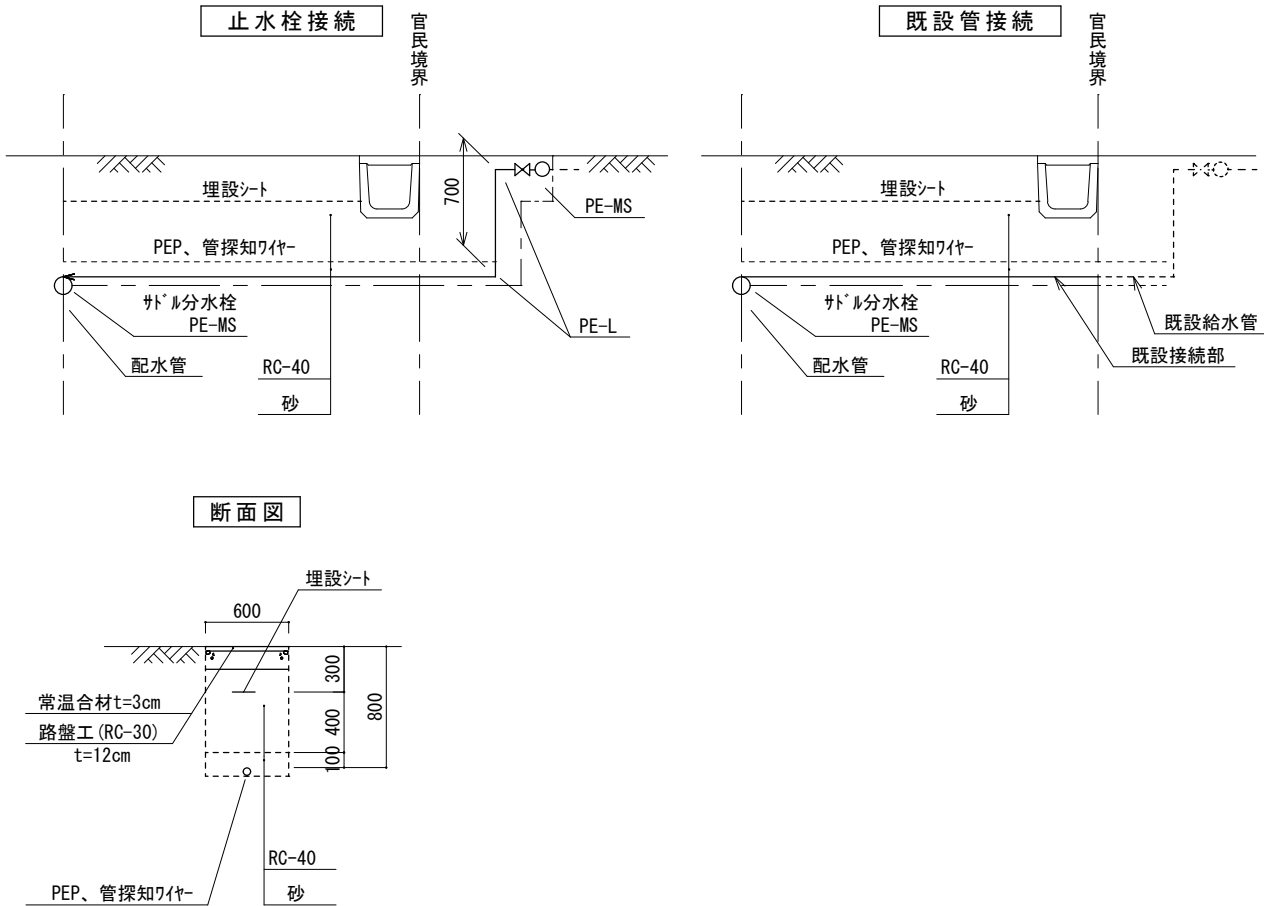 止水栓接続
官民境界
埋設シート
700
PE-MS
PEP、管探知ワイヤー
サドル分水栓
PE-MS
PE-L
配水管
RC-40
砂
既設管接続
官民境界
埋設シート
PEP、管探知ワイヤー
サドル分水栓
PE-MS
既設給水管
既設接続部
配水管
RC-40
砂
断面図
埋設シート
600
300
400
100
800
常温合材t=3cm
路盤工(RC-30)
t=12cm
RC-40
PEP、管探知ワイヤー
砂